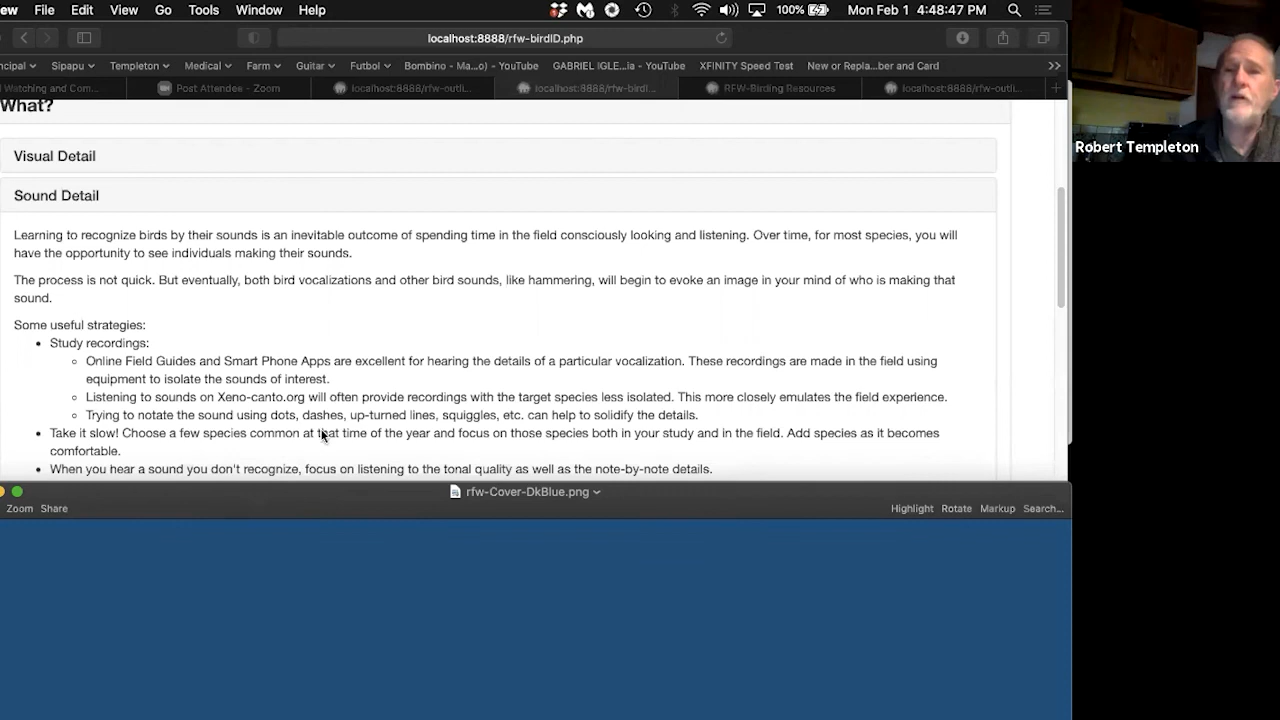 ew File Edit View Go Tools Window Help 100% Mon Feb 1 4:48:47 PM
localhost:8888/rfw-birdID.php
ncipal Sipapu Templeton Medical Farm Guitar Futbol Bombino - Ma...o) - YouTube GABRIEL IGLE...ia - YouTube XFINITY Speed Test New or Repla...ber and Card
Watching and Com... Post Attendee - Zoom localhost:8888/rfw-outli... localhost:8888/rfw-birdI... RFW-Birding Resources localhost:8888/rfw-outli...
What?
Visual Detail
Sound Detail
Learning to recognize birds by their sounds is an inevitable outcome of spending time in the field consciously looking and listening. Over time, for most species, you will
have the opportunity to see individuals making their sounds.
The process is not quick. But eventually, both bird vocalizations and other bird sounds, like hammering, will begin to evoke an image in your mind of who is making that
sound.
Some useful strategies:
Study recordings:
Online Field Guides and Smart Phone Apps are excellent for hearing the details of a particular vocalization. These recordings are made in the field using
equipment to isolate the sounds of interest.
Listening to sounds on Xeno-canto.org will often provide recordings with the target species less isolated. This more closely emulates the field experience.
Trying to notate the sound using dots, dashes, up-turned lines, squiggles, etc. can help to solidify the details.
Take it slow! Choose a few species common at that time of the year and focus on those species both in your study and in the field. Add species as it becomes
comfortable.
When you hear a sound you don't recognize, focus on listening to the tonal quality as well as the note-by-note details.
rfw-Cover-DkBlue.png
Zoom Share Highlight Rotate Markup Search...
Robert Templeton